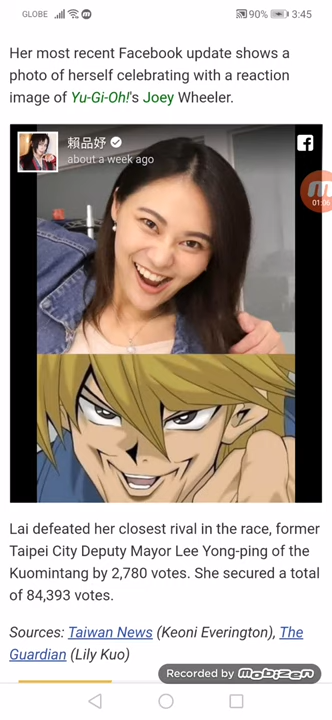 GLOBE 90% 3:45
Her most recent Facebook update shows a
photo of herself celebrating with a reaction
image of Yu-Gi-Oh!'s Joey Wheeler.
賴品妤
about a week ago
01:06
Lai defeated her closest rival in the race, former
Taipei City Deputy Mayor Lee Yong-ping of the
Kuomintang by 2,780 votes. She secured a total
of 84,393 votes.
Sources: Taiwan News (Keoni Everington), The
Guardian (Lily Kuo)
Recorded by mobizen